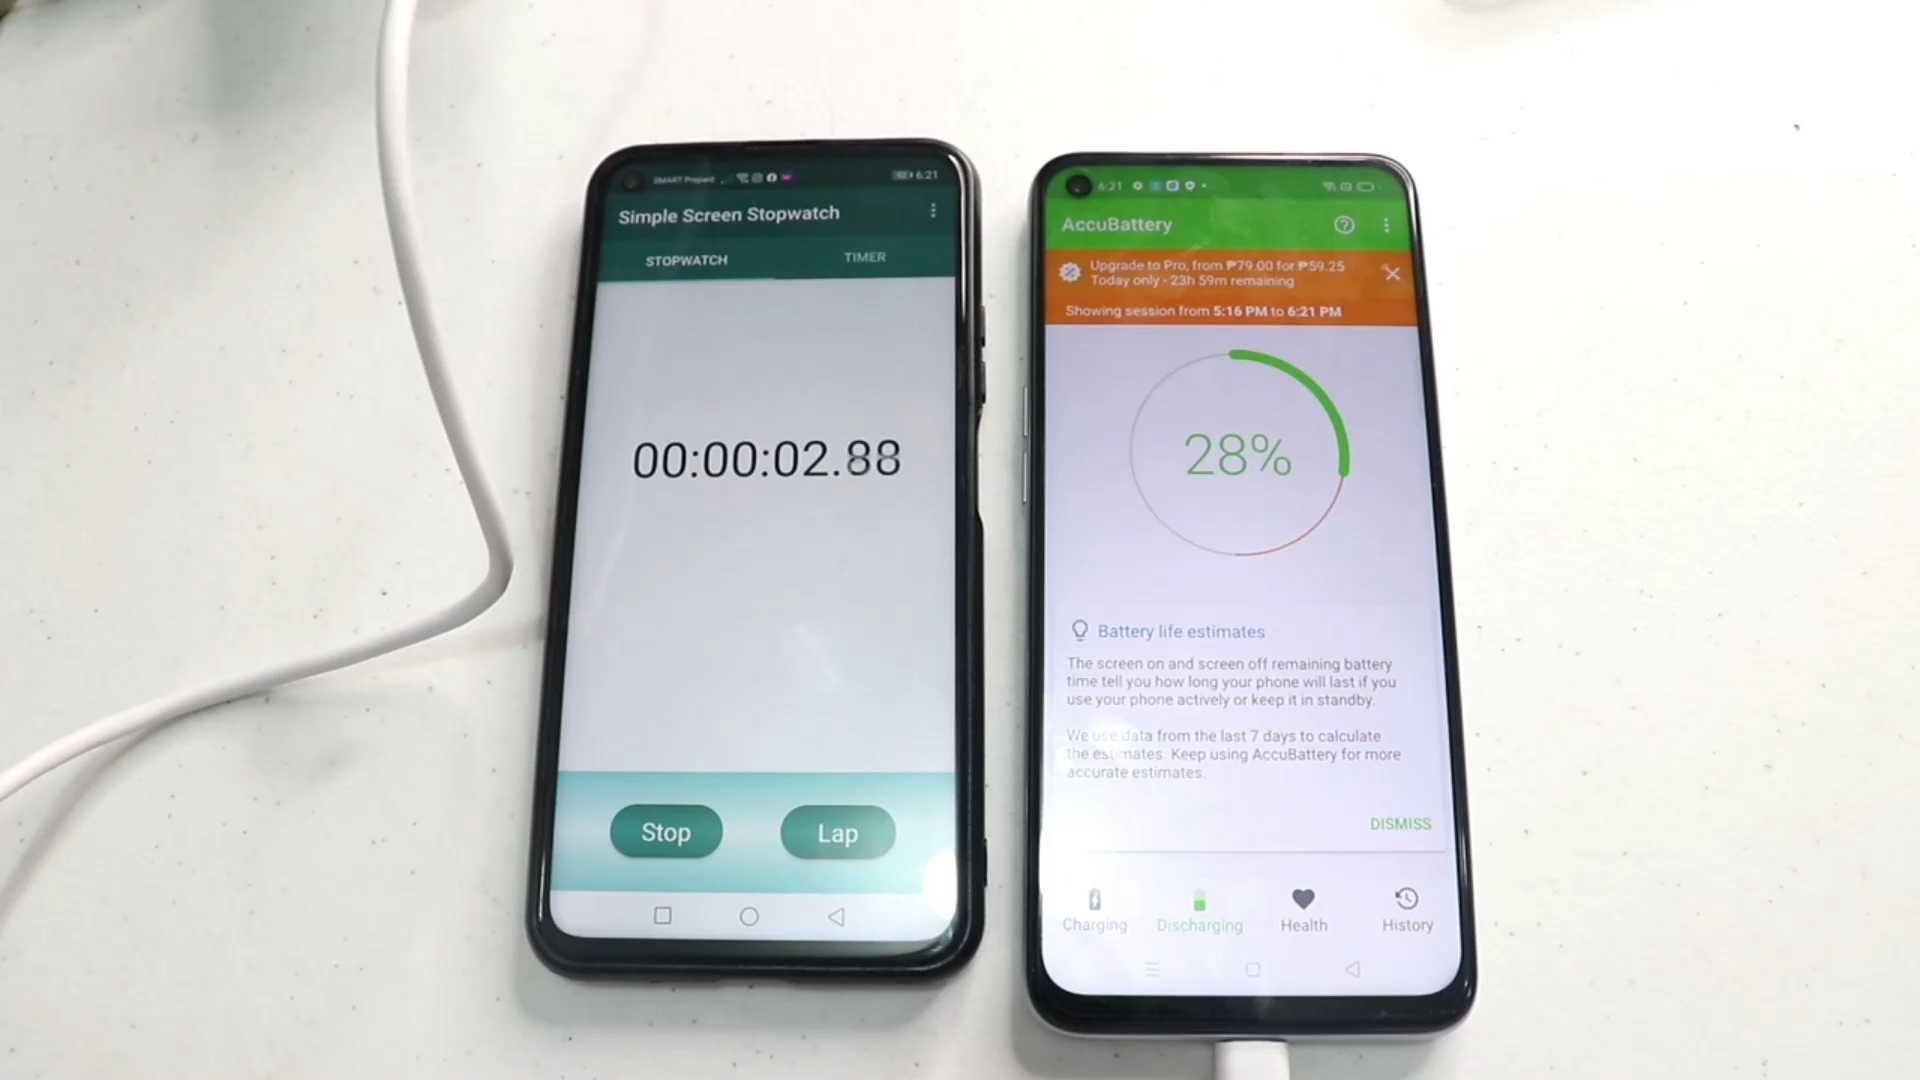 SMART Prepaid
6:21
Simple Screen Stopwatch
STOPWATCH
TIMER
00:00:02.88
Stop
Lap
6:21
AccuBattery
Upgrade to Pro, from ₱79.00 for ₱59.25
Today only - 23h 59m remaining
Showing session from 5:16 PM to 6:21 PM
28%
Battery life estimates
The screen on and screen off remaining battery
time tell you how long your phone will last if you
use your phone actively or keep it in standby.
We use data from the last 7 days to calculate
the estimates. Keep using AccuBattery for more
accurate estimates.
DISMISS
Charging
Discharging
Health
History